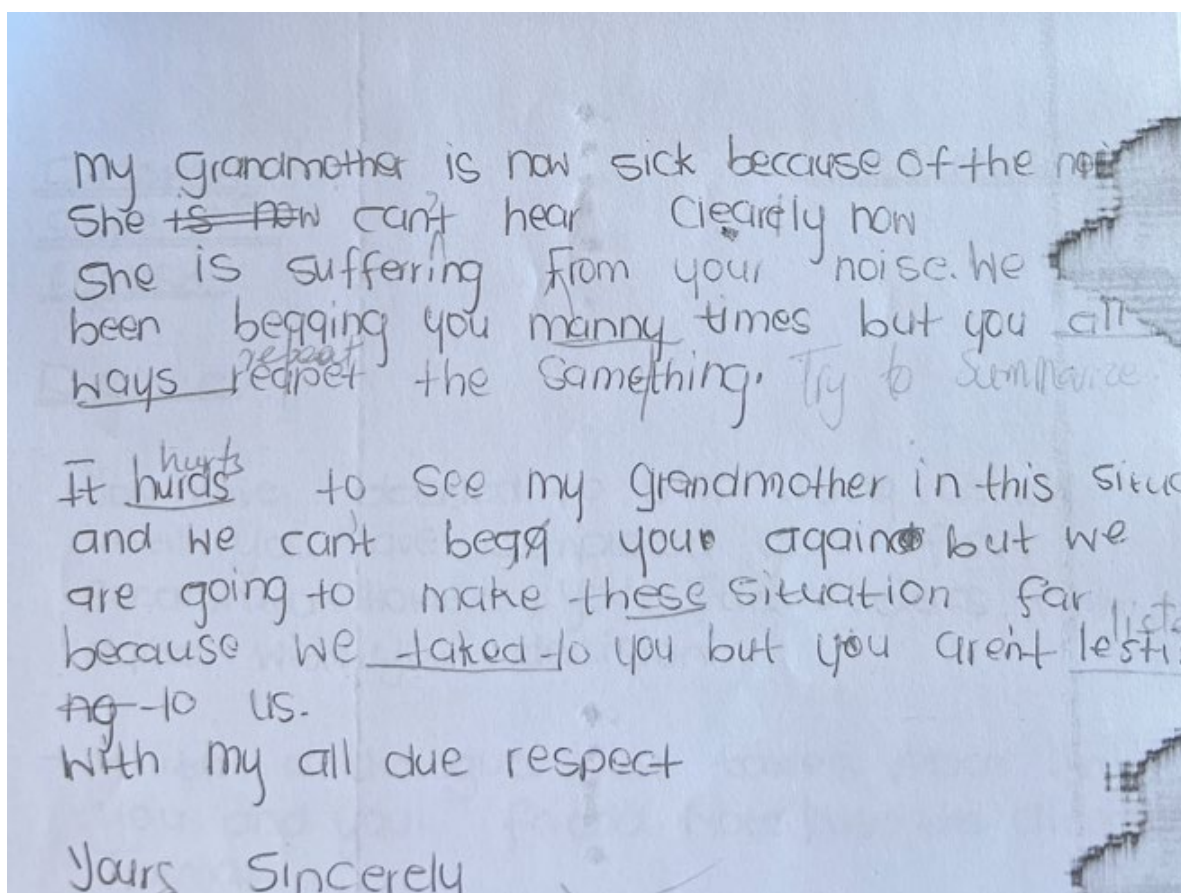 my grandmother is now sick because of the
She is now can't hear Clearly now
She is suffering From your noise. We
been begging you manny times but you all
repeat
ways reapet the samething. Try to Summarize.
hurts
It hurds to see my grandmother in this situa
and we can't begg your again but we
are going to make these situation far
because we taked to you but you aren't lesti
ng to us.
With my all due respect
Yours Sincerely